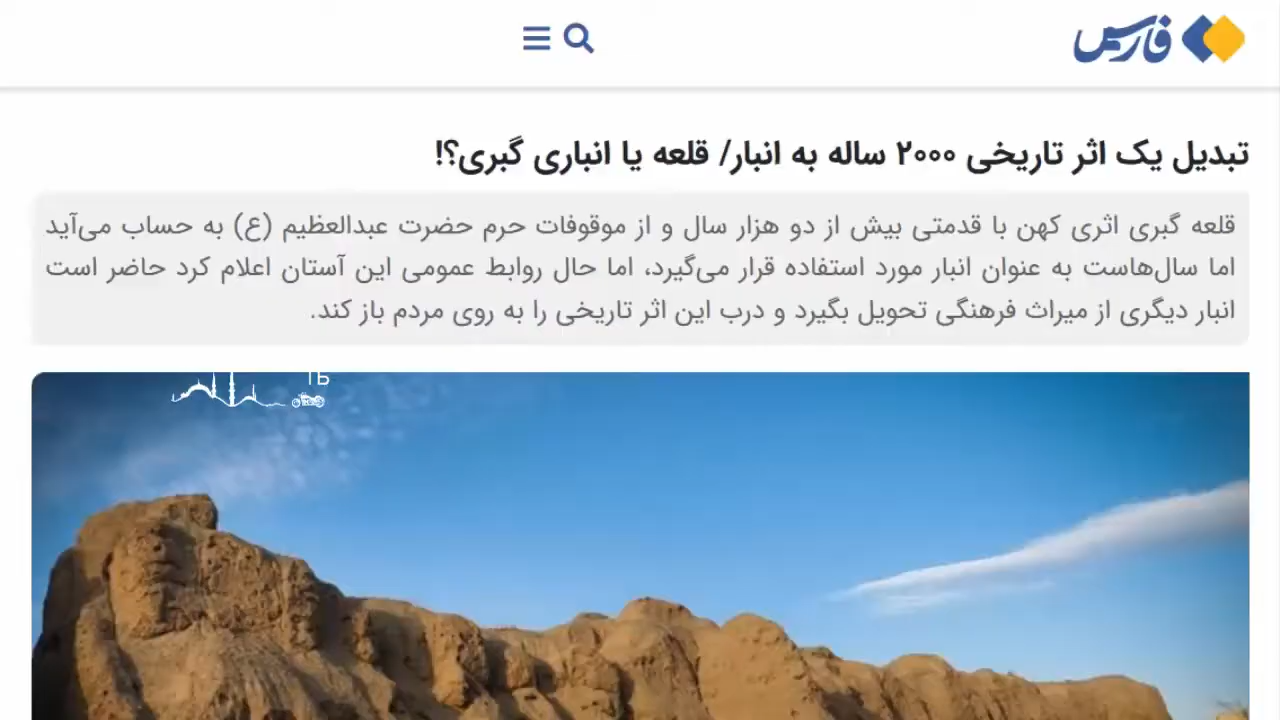 فارس
تبدیل یک اثر تاریخی ۲۰۰۰ ساله به انبار/ قلعه یا انباری گبری؟!
قلعه گبری اثری کهن با قدمتی بیش از دو هزار سال و از موقوفات حرم حضرت عبدالعظیم (ع) به حساب می‌آید
اما سال‌هاست به عنوان انبار مورد استفاده قرار می‌گیرد، اما حال روابط عمومی این آستان اعلام کرد حاضر است
انبار دیگری از میراث فرهنگی تحویل بگیرد و درب این اثر تاریخی را به روی مردم باز کند.